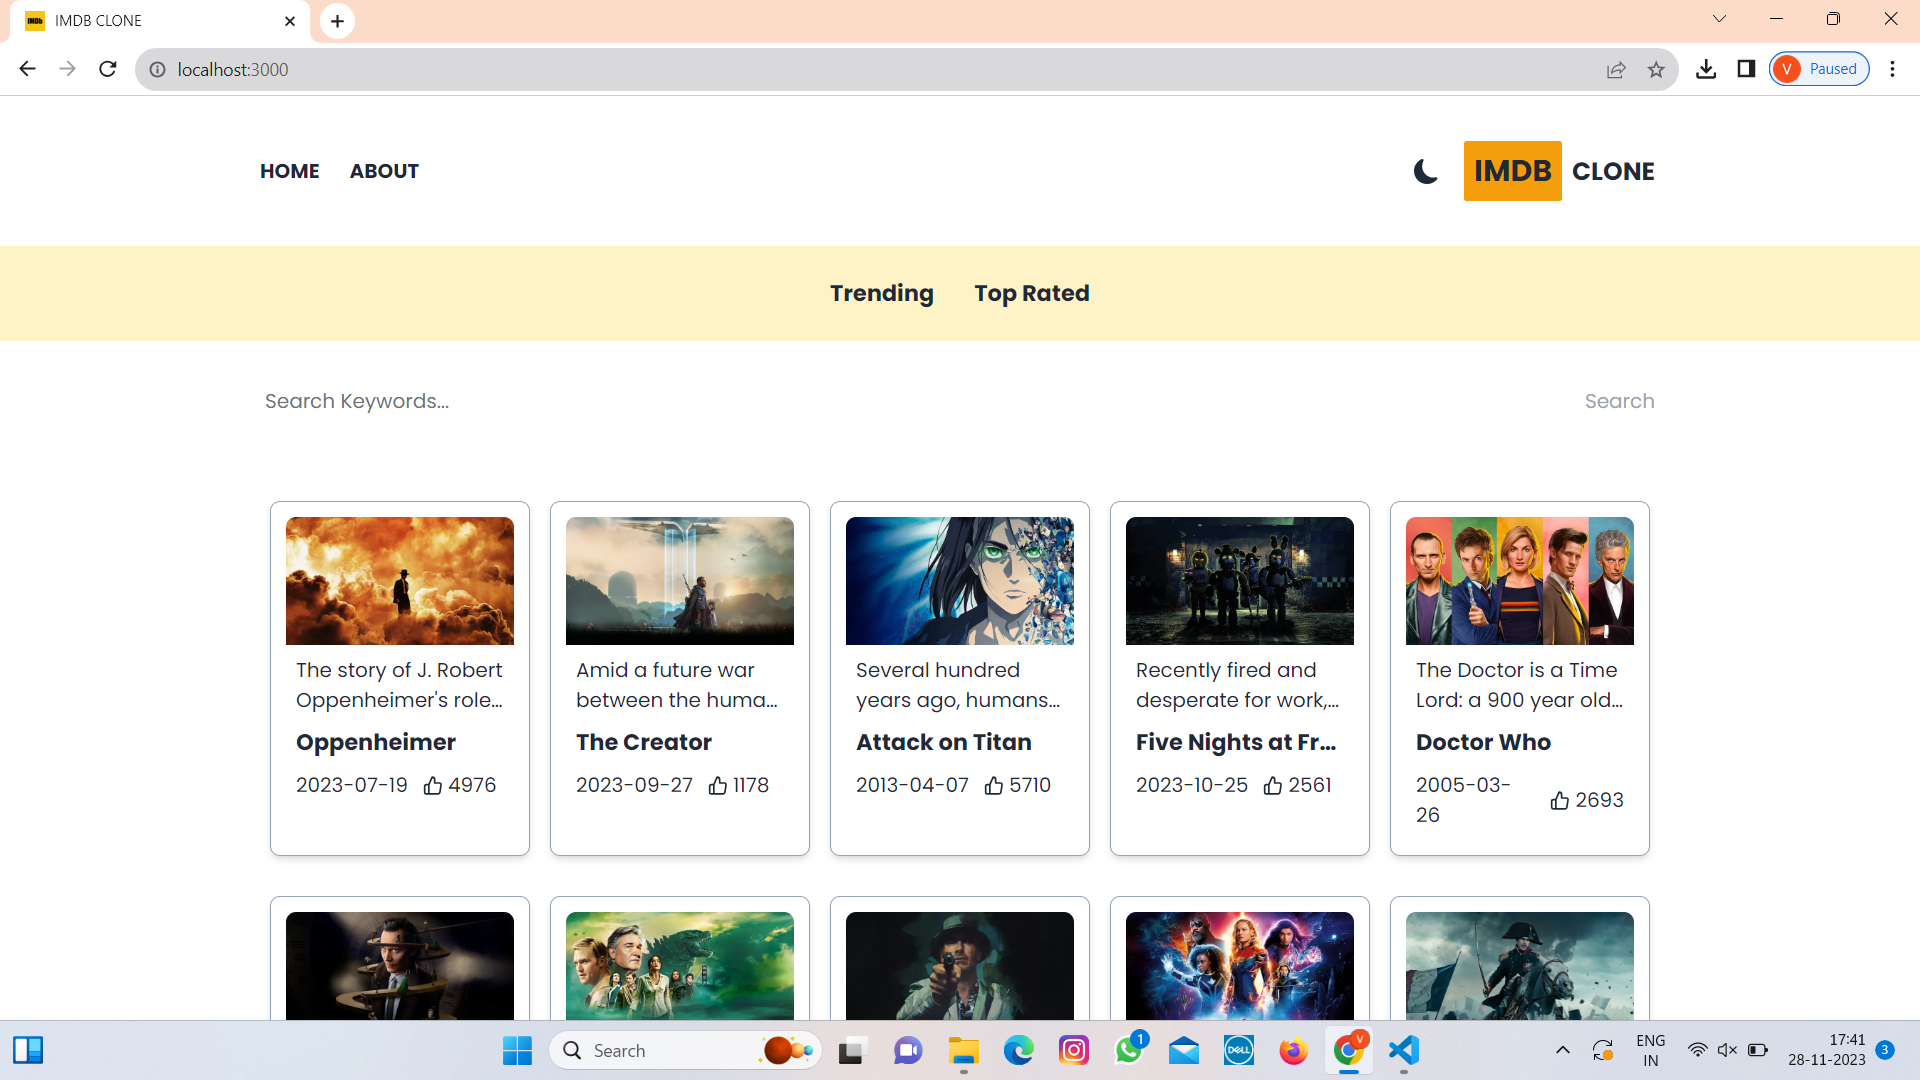 IMDb IMDB CLONE
localhost:3000
V Paused
HOME ABOUT
IMDB CLONE
Trending Top Rated
Search Keywords... Search
The story of J. Robert
Oppenheimer's role...
Oppenheimer
2023-07-19 4976
Amid a future war
between the huma...
The Creator
2023-09-27 1178
Several hundred
years ago, humans...
Attack on Titan
2013-04-07 5710
Recently fired and
desperate for work,...
Five Nights at Fr...
2023-10-25 2561
The Doctor is a Time
Lord: a 900 year old...
Doctor Who
2005-03-
26
2693
Search
1
DELL
V
ENG
IN
17:41
28-11-2023
3